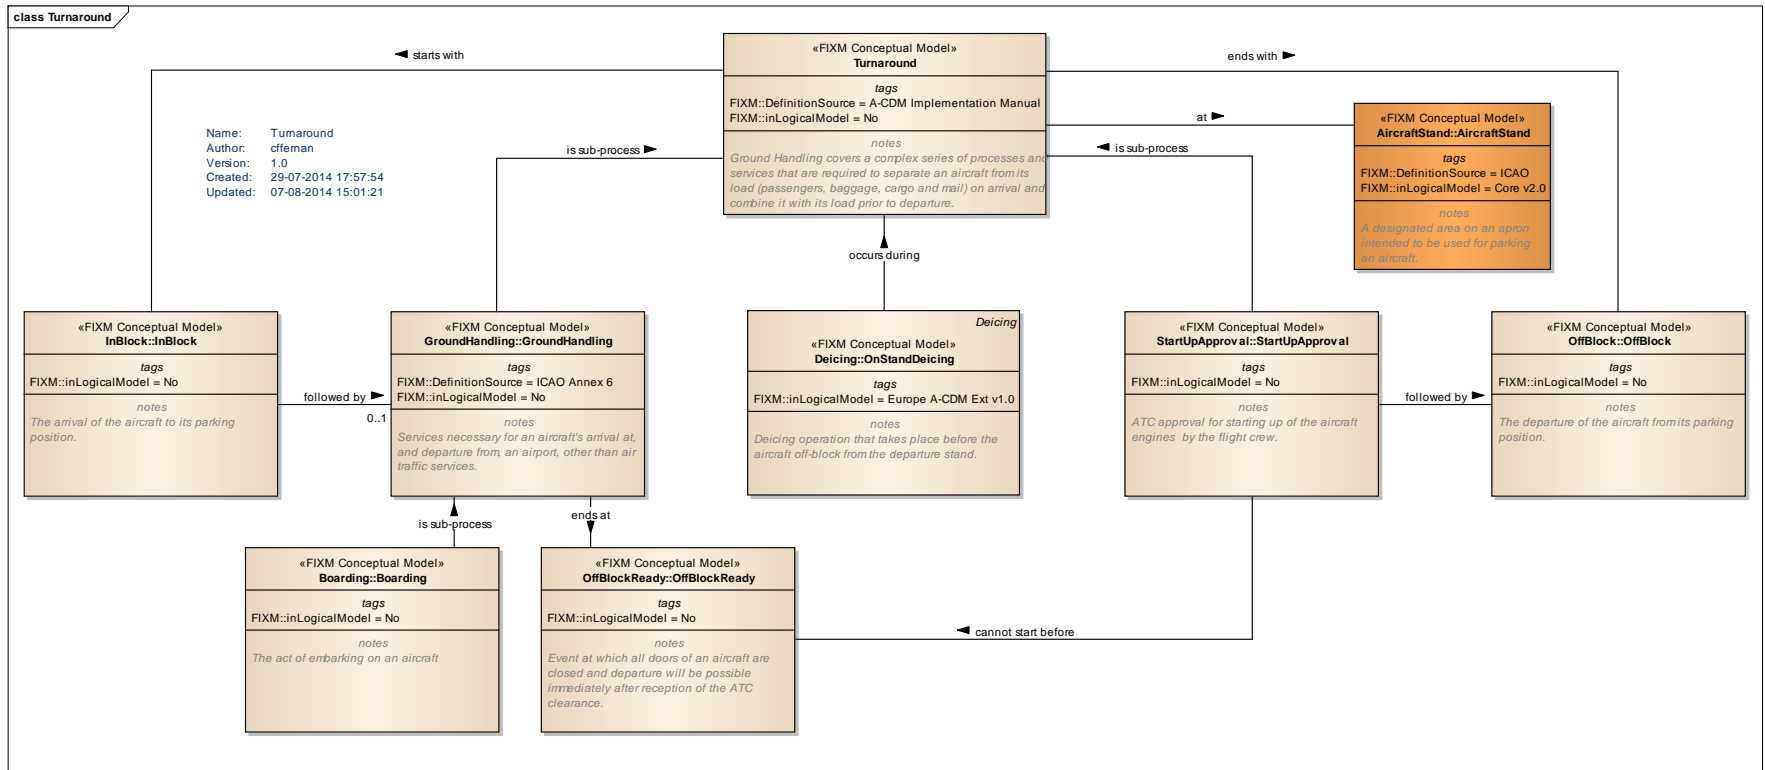 class Turnaround
«FIXM Conceptual Model»
Turnaround
tags
FIXM::DefinitionSource = A-CDM Implementation Manual
FIXM::inLogicalModel = No
notes
Ground Handling covers a complex series of processes and
services that are required to separate an aircraft from its
load (passengers, baggage, cargo and mail) on arrival and
combine it with its load prior to departure.
starts with
ends with
at
is sub-process
is sub-process
occurs during
Name: Turnaround
Author: cffernan
Version: 1.0
Created: 29-07-2014 17:57:54
Updated: 07-08-2014 15:01:21
«FIXM Conceptual Model»
AircraftStand::AircraftStand
tags
FIXM::DefinitionSource = ICAO
FIXM::inLogicalModel = Core v2.0
notes
A designated area on an apron
intended to be used for parking
an aircraft.
«FIXM Conceptual Model»
InBlock::InBlock
tags
FIXM::inLogicalModel = No
notes
The arrival of the aircraft to its parking
position.
followed by
0..1
«FIXM Conceptual Model»
GroundHandling::GroundHandling
tags
FIXM::DefinitionSource = ICAO Annex 6
FIXM::inLogicalModel = No
notes
Services necessary for an aircraft's arrival at,
and departure from, an airport, other than air
traffic services.
Deicing
«FIXM Conceptual Model»
Deicing::OnStandDeicing
tags
FIXM::inLogicalModel = Europe A-CDM Ext v1.0
notes
Deicing operation that takes place before the
aircraft off-block from the departure stand.
«FIXM Conceptual Model»
StartUpApproval::StartUpApproval
tags
FIXM::inLogicalModel = No
notes
ATC approval for starting up of the aircraft
engines by the flight crew.
followed by
«FIXM Conceptual Model»
OffBlock::OffBlock
tags
FIXM::inLogicalModel = No
notes
The departure of the aircraft from its parking
position.
is sub-process
ends at
«FIXM Conceptual Model»
Boarding::Boarding
tags
FIXM::inLogicalModel = No
notes
The act of embarking on an aircraft
«FIXM Conceptual Model»
OffBlockReady::OffBlockReady
tags
FIXM::inLogicalModel = No
notes
Event at which all doors of an aircraft are
closed and departure will be possible
immediately after reception of the ATC
clearance.
cannot start before